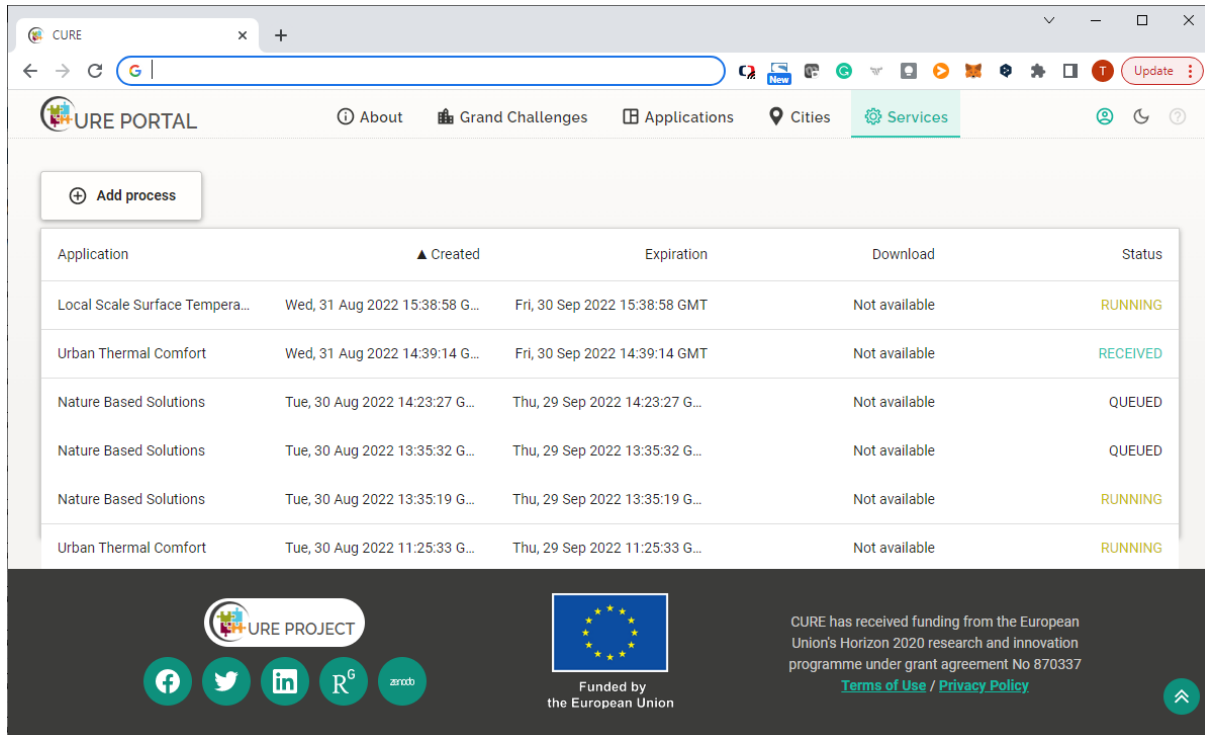 CURE
New
T
Update
URE PORTAL
About
Grand Challenges
Applications
Cities
Services
Add process
Application ▲ Created Expiration Download Status
Local Scale Surface Tempera... Wed, 31 Aug 2022 15:38:58 G... Fri, 30 Sep 2022 15:38:58 GMT Not available RUNNING
Urban Thermal Comfort Wed, 31 Aug 2022 14:39:14 G... Fri, 30 Sep 2022 14:39:14 GMT Not available RECEIVED
Nature Based Solutions Tue, 30 Aug 2022 14:23:27 G... Thu, 29 Sep 2022 14:23:27 G... Not available QUEUED
Nature Based Solutions Tue, 30 Aug 2022 13:35:32 G... Thu, 29 Sep 2022 13:35:32 G... Not available QUEUED
Nature Based Solutions Tue, 30 Aug 2022 13:35:19 G... Thu, 29 Sep 2022 13:35:19 G... Not available RUNNING
Urban Thermal Comfort Tue, 30 Aug 2022 11:25:33 G... Thu, 29 Sep 2022 11:25:33 G... Not available RUNNING
URE PROJECT
in
R^G
zenodo
Funded by
the European Union
CURE has received funding from the European
Union's Horizon 2020 research and innovation
programme under grant agreement No 870337
Terms of Use / Privacy Policy